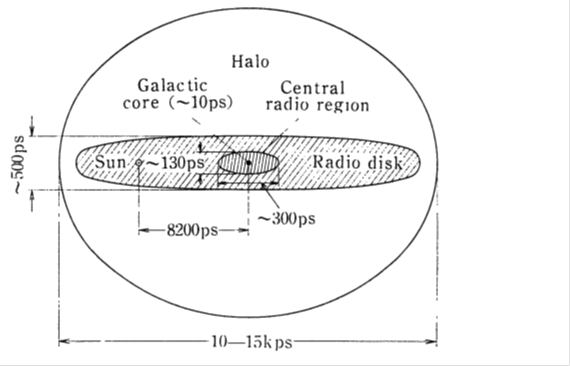 Halo
Galactic
core (~10ps)
Central
radio region
~500ps
Sun
~130ps
Radio disk
~300ps
8200ps
10—15kps